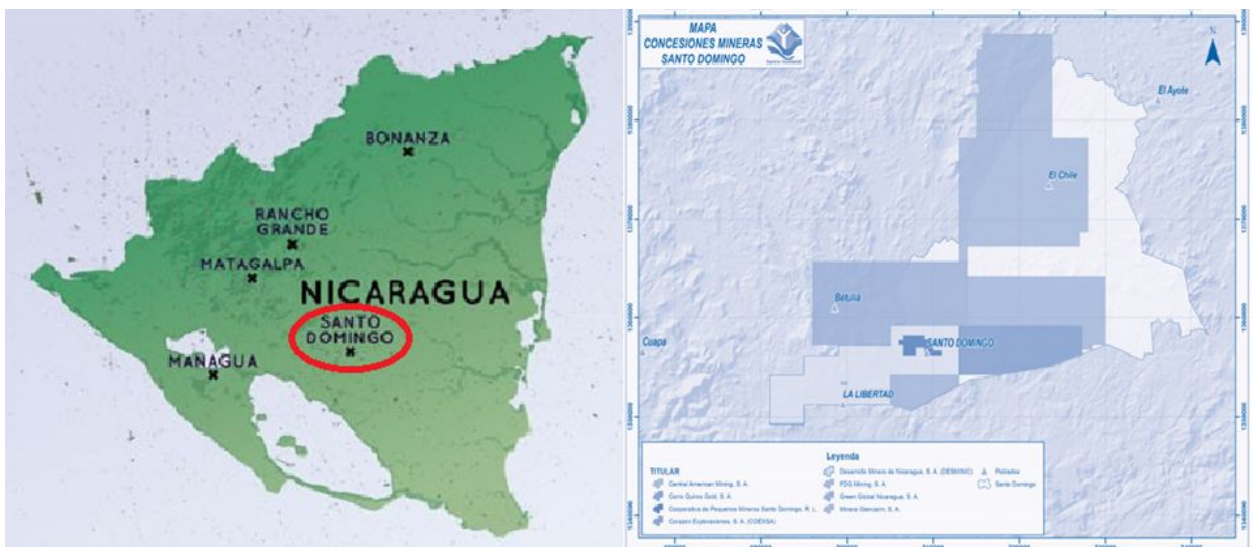 BONANZA
RANCHO
GRANDE
MATAGALPA
NICARAGUA
SANTO
DOMINGO
MANAGUA
MAPA
CONCESIONES MINERAS
SANTO DOMINGO
N
El Ayote
El Chile
Betulia
Cuapa
SANTO DOMINGO
LA LIBERTAD
Leyenda
TITULAR
Central American Mining, S. A.
Cerro Quiroz Gold, S. A.
Cooperativa de Pequeños Mineros Santo Domingo, R. L.
Corazon Exploraciones, S. A. (COEXSA)
Desarrollo Minero de Nicaragua, S. A. (DESMINIC)
FDG Mining, S. A.
Green Global Nicaragua, S. A.
Minera Glencairn, S. A.
Poblados
Santo Domingo